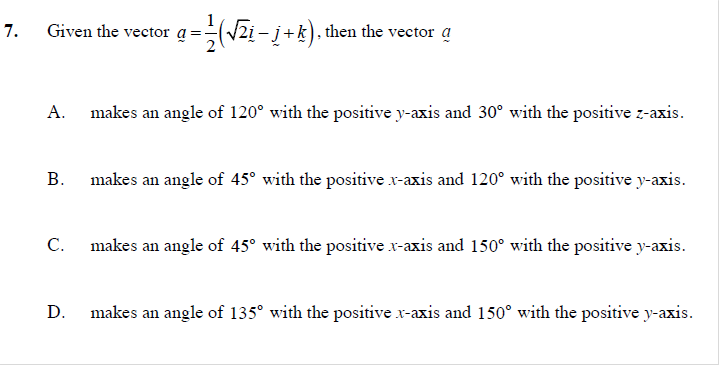 7. Given the vector a̰ = 1/2(√2ḭ − j̰ + k̰), then the vector a̰
A. makes an angle of 120° with the positive y-axis and 30° with the positive z-axis.
B. makes an angle of 45° with the positive x-axis and 120° with the positive y-axis.
C. makes an angle of 45° with the positive x-axis and 150° with the positive y-axis.
D. makes an angle of 135° with the positive x-axis and 150° with the positive y-axis.